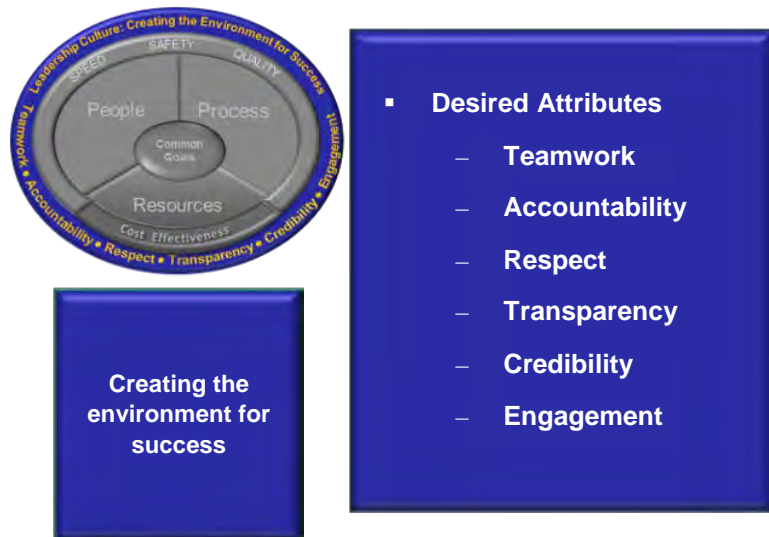 Leadership Culture: Creating the Environment for Success
SPEED
SAFETY
QUALITY
People
Process
Common
Goals
Resources
Cost Effectiveness
Teamwork • Accountability • Respect • Transparency • Credibility • Engagement
Creating the
environment for
success
▪ Desired Attributes
– Teamwork
– Accountability
– Respect
– Transparency
– Credibility
– Engagement